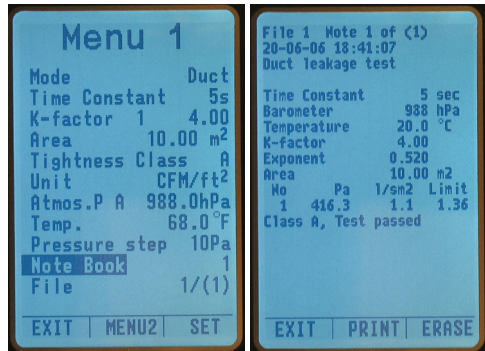 Menu 1
Mode Duct
Time Constant 5s
K-factor 1 4.00
Area 10.00 m²
Tightness Class A
Unit CFM/ft²
Atmos.P A 988.0hPa
Temp. 68.0°F
Pressure step 10Pa
Note Book 1
File 1/(1)
EXIT MENU2 SET
File 1 Note 1 of (1)
20-06-06 18:41:07
Duct leakage test
Time Constant 5 sec
Barometer 988 hPa
Temperature 20.0 °C
K-factor 4.00
Exponent 0.520
Area 10.00 m2
No Pa l/sm2 Limit
1 416.3 1.1 1.36
Class A, Test passed
EXIT PRINT ERASE